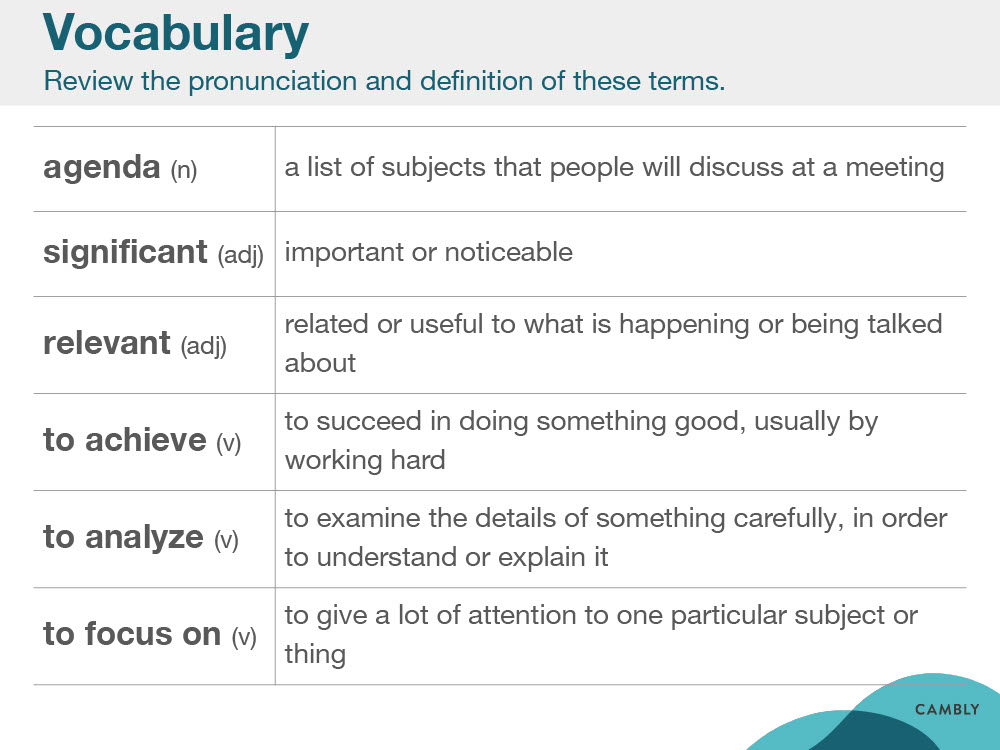 Vocabulary
Review the pronunciation and definition of these terms.
agenda (n)
a list of subjects that people will discuss at a meeting
significant (adj)
important or noticeable
relevant (adj)
related or useful to what is happening or being talked
about
to achieve (v)
to succeed in doing something good, usually by
working hard
to analyze (v)
to examine the details of something carefully, in order
to understand or explain it
to focus on (v)
to give a lot of attention to one particular subject or
thing
CAMBLY